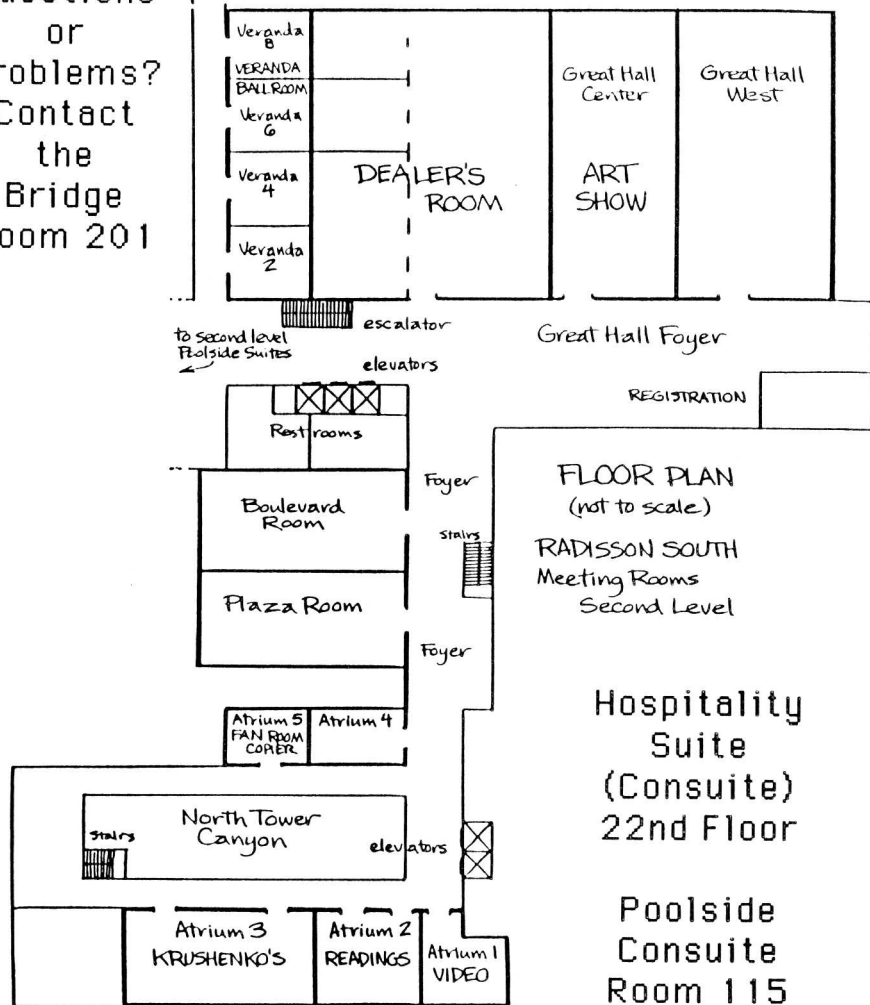 or
Contact
the
Bridge
201
Veranda
8
VERANDA
BALLROOM
Veranda
6
Veranda
4
Veranda
2
DEALER'S
ROOM
Great Hall
Center
ART
SHOW
Great Hall
West
escalator
to second level
Poolside Suites
elevators
Great Hall Foyer
REGISTRATION
Restrooms
Foyer
Boulevard
Room
Stairs
Plaza Room
Foyer
FLOOR PLAN
(not to scale)
RADISSON SOUTH
Meeting Rooms
Second Level
Atrium 5
FAN ROOM
COPIER
Atrium 4
North Tower
Canyon
Stairs
elevators
Atrium 3
KRUSHENKO'S
Atrium 2
READINGS
Atrium 1
VIDEO
Hospitality
Suite
(Consuite)
22nd Floor
Poolside
Consuite
Room 115